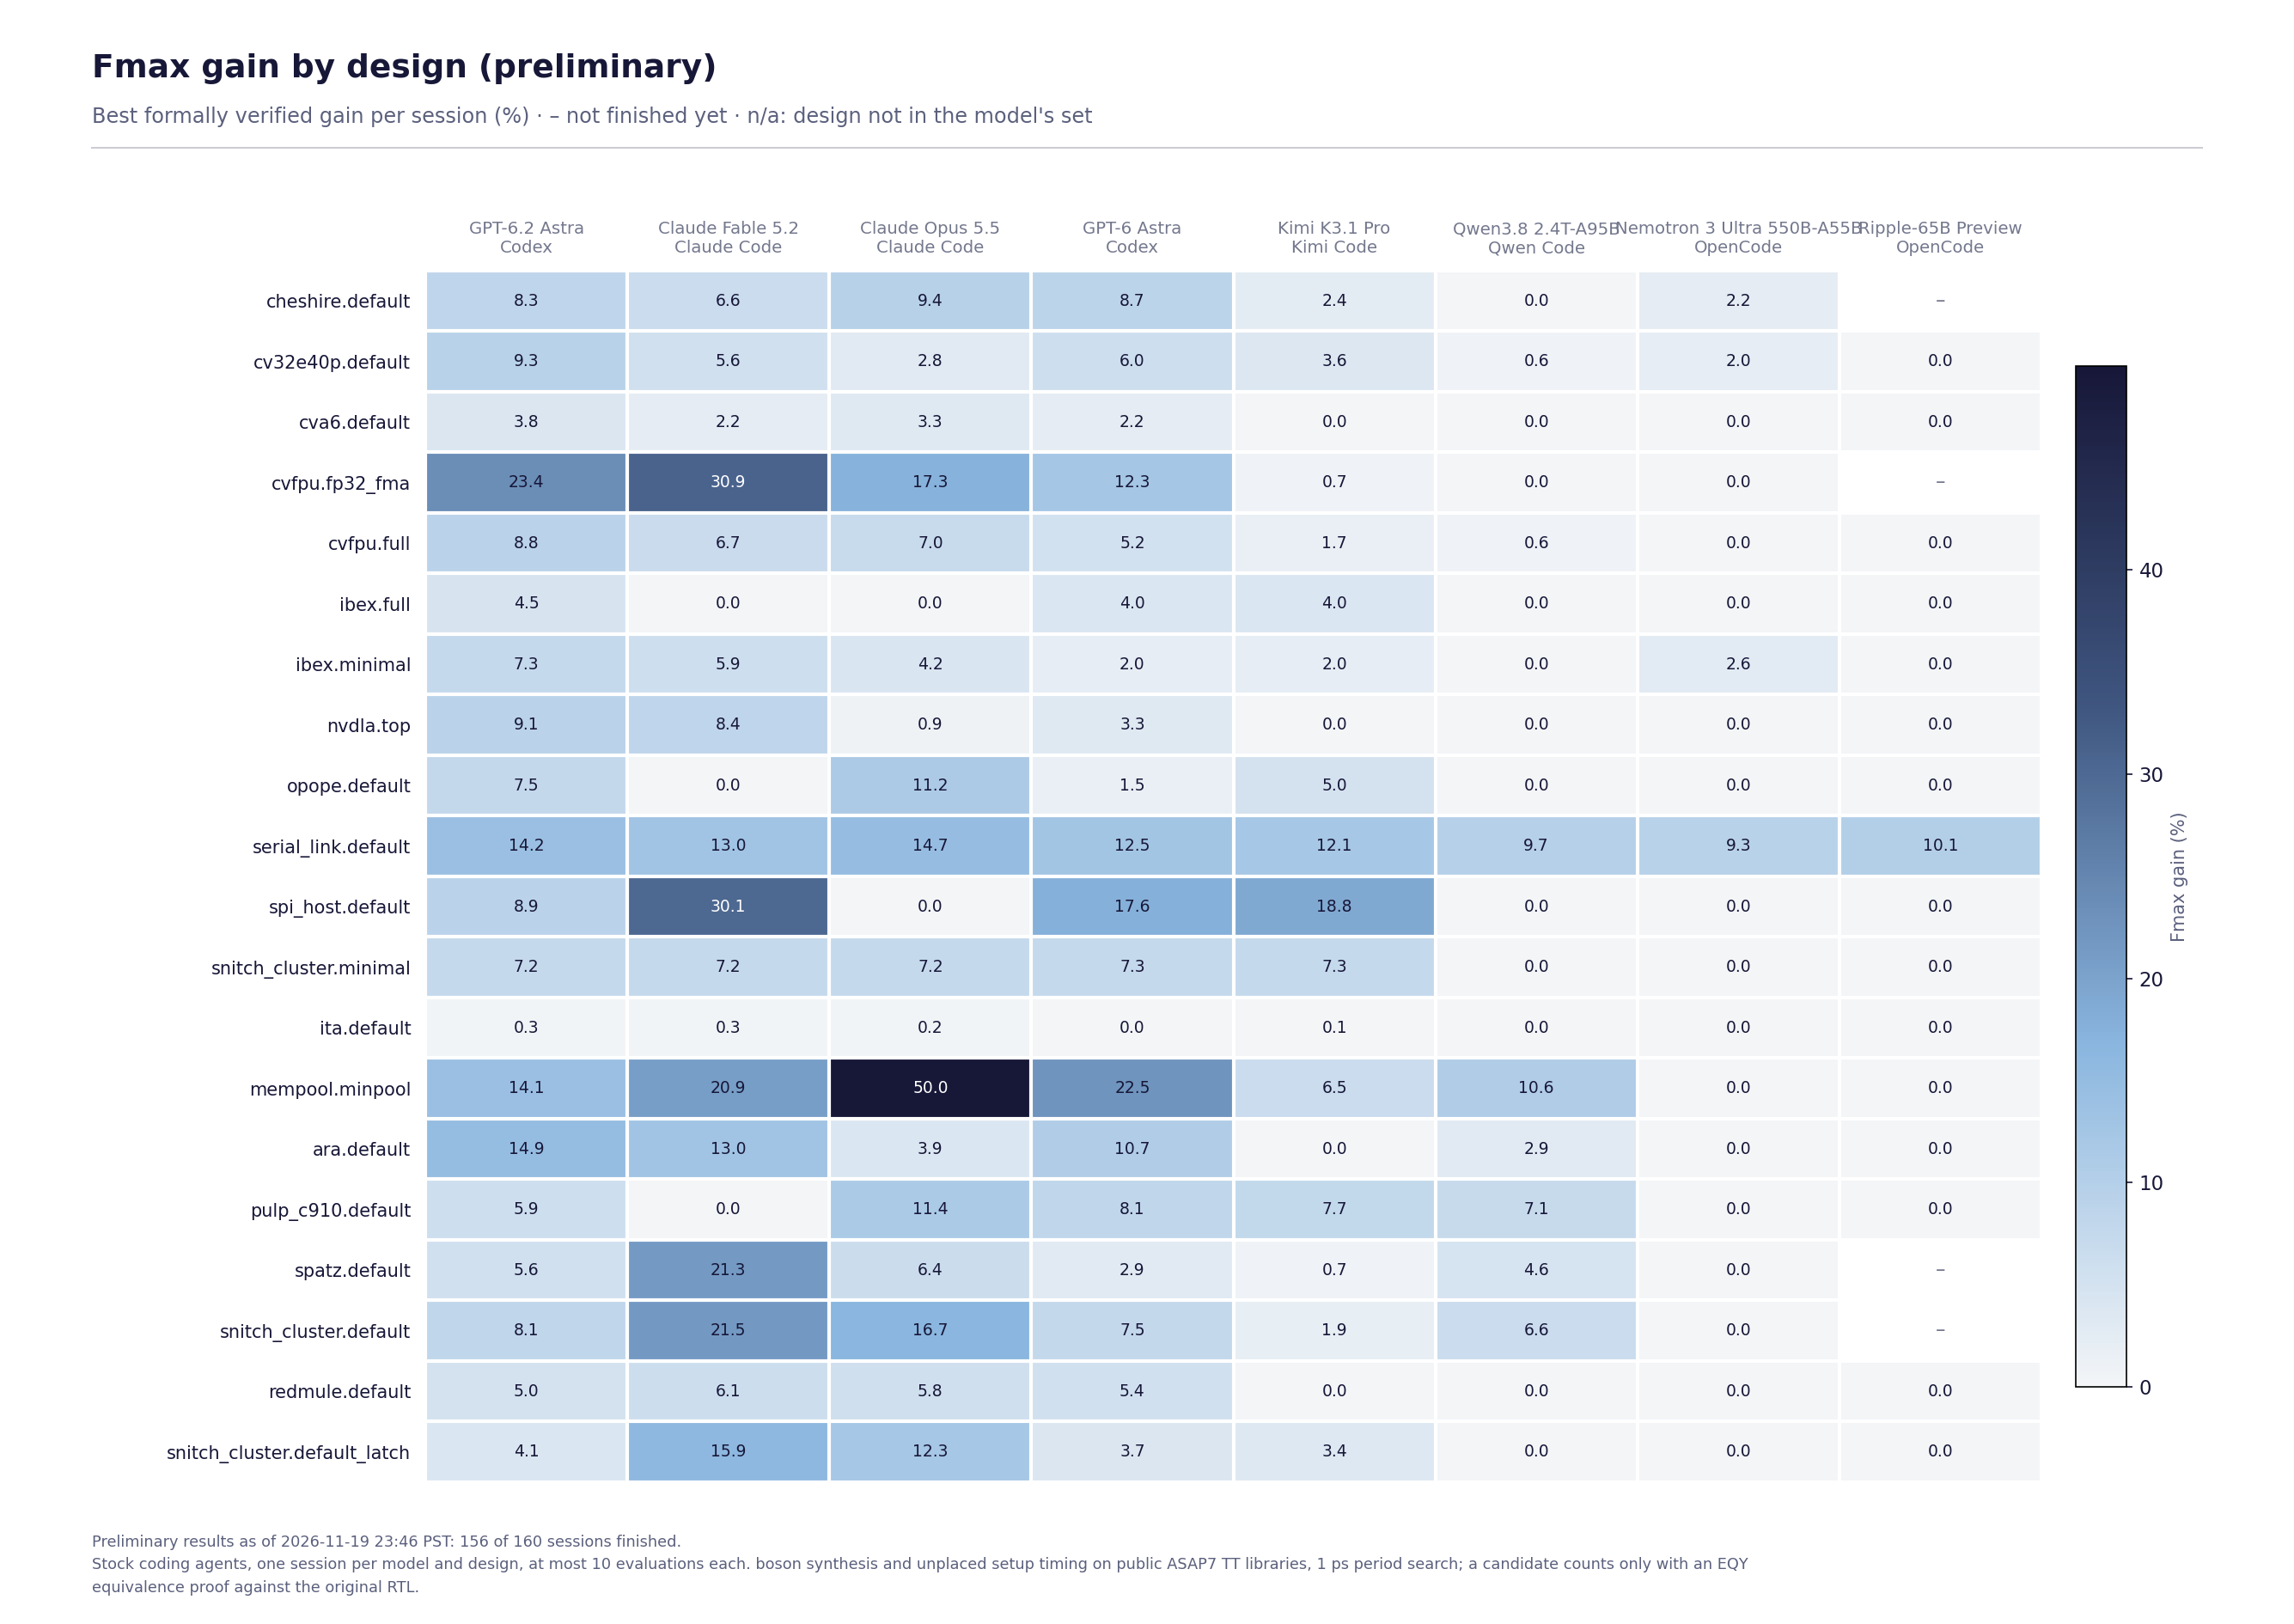 Fmax gain by design (preliminary)
Best formally verified gain per session (%) · – not finished yet · n/a: design not in the model's set
GPT-6.2 Astra Claude Fable 5.2 Claude Opus 5.5 GPT-6 Astra Kimi K3.1 Pro Qwen3.8 2.4T-A95B Nemotron 3 Ultra 550B-A55B Ripple-65B Preview
Codex Claude Code Claude Code Codex Kimi Code Qwen Code OpenCode OpenCode
cheshire.default 8.3 6.6 9.4 8.7 2.4 0.0 2.2 –
cv32e40p.default 9.3 5.6 2.8 6.0 3.6 0.6 2.0 0.0
cva6.default 3.8 2.2 3.3 2.2 0.0 0.0 0.0 0.0
cvfpu.fp32_fma 23.4 30.9 17.3 12.3 0.7 0.0 0.0 –
cvfpu.full 8.8 6.7 7.0 5.2 1.7 0.6 0.0 0.0
ibex.full 4.5 0.0 0.0 4.0 4.0 0.0 0.0 0.0
ibex.minimal 7.3 5.9 4.2 2.0 2.0 0.0 2.6 0.0
nvdla.top 9.1 8.4 0.9 3.3 0.0 0.0 0.0 0.0
opope.default 7.5 0.0 11.2 1.5 5.0 0.0 0.0 0.0
serial_link.default 14.2 13.0 14.7 12.5 12.1 9.7 9.3 10.1
spi_host.default 8.9 30.1 0.0 17.6 18.8 0.0 0.0 0.0
snitch_cluster.minimal 7.2 7.2 7.2 7.3 7.3 0.0 0.0 0.0
ita.default 0.3 0.3 0.2 0.0 0.1 0.0 0.0 0.0
mempool.minpool 14.1 20.9 50.0 22.5 6.5 10.6 0.0 0.0
ara.default 14.9 13.0 3.9 10.7 0.0 2.9 0.0 0.0
pulp_c910.default 5.9 0.0 11.4 8.1 7.7 7.1 0.0 0.0
spatz.default 5.6 21.3 6.4 2.9 0.7 4.6 0.0 –
snitch_cluster.default 8.1 21.5 16.7 7.5 1.9 6.6 0.0 –
redmule.default 5.0 6.1 5.8 5.4 0.0 0.0 0.0 0.0
snitch_cluster.default_latch 4.1 15.9 12.3 3.7 3.4 0.0 0.0 0.0
40
30
20
10
0
Fmax gain (%)
Preliminary results as of 2026-11-19 23:46 PST: 156 of 160 sessions finished.
Stock coding agents, one session per model and design, at most 10 evaluations each. boson synthesis and unplaced setup timing on public ASAP7 TT libraries, 1 ps period search; a candidate counts only with an EQY
equivalence proof against the original RTL.